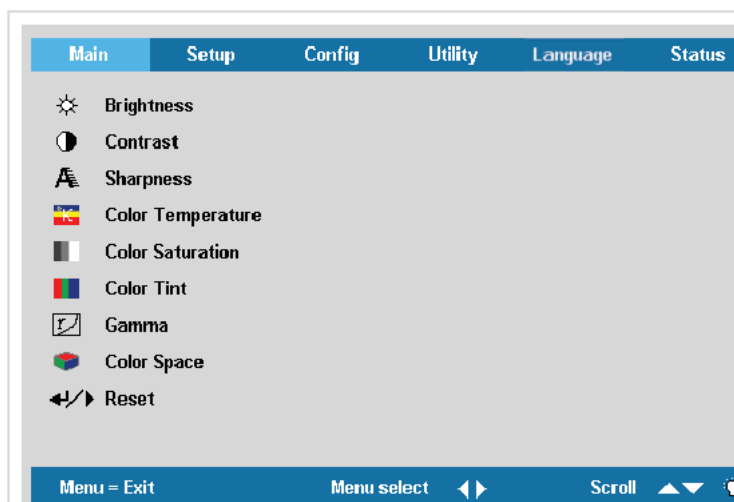 Main Setup Config Utility Language Status
Brightness
Contrast
Sharpness
Color Temperature
Color Saturation
Color Tint
Gamma
Color Space
Reset
Menu = Exit Menu select Scroll